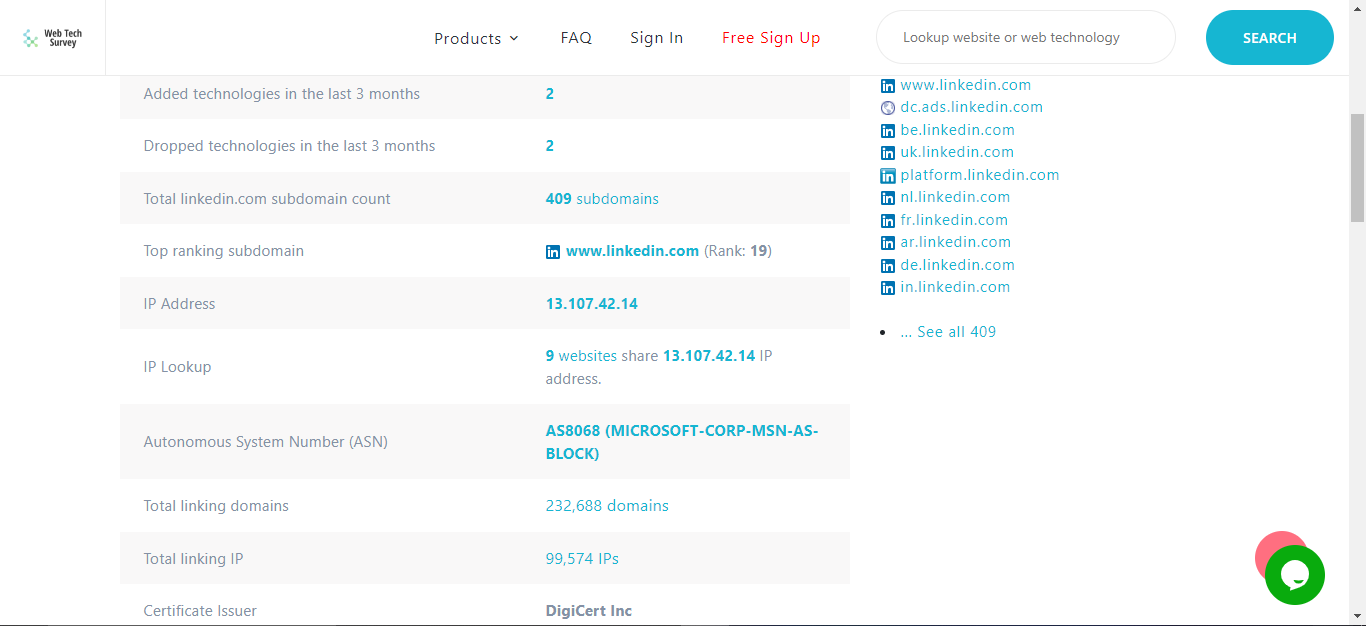 Web Tech
Survey
Products
FAQ
Sign In
Free Sign Up
Lookup website or web technology
SEARCH
Added technologies in the last 3 months 2
Dropped technologies in the last 3 months 2
Total linkedin.com subdomain count 409 subdomains
Top ranking subdomain www.linkedin.com (Rank: 19)
IP Address 13.107.42.14
IP Lookup 9 websites share 13.107.42.14 IP
address.
Autonomous System Number (ASN) AS8068 (MICROSOFT-CORP-MSN-AS-
BLOCK)
Total linking domains 232,688 domains
Total linking IP 99,574 IPs
Certificate Issuer DigiCert Inc
www.linkedin.com
dc.ads.linkedin.com
be.linkedin.com
uk.linkedin.com
platform.linkedin.com
nl.linkedin.com
fr.linkedin.com
ar.linkedin.com
de.linkedin.com
in.linkedin.com
... See all 409